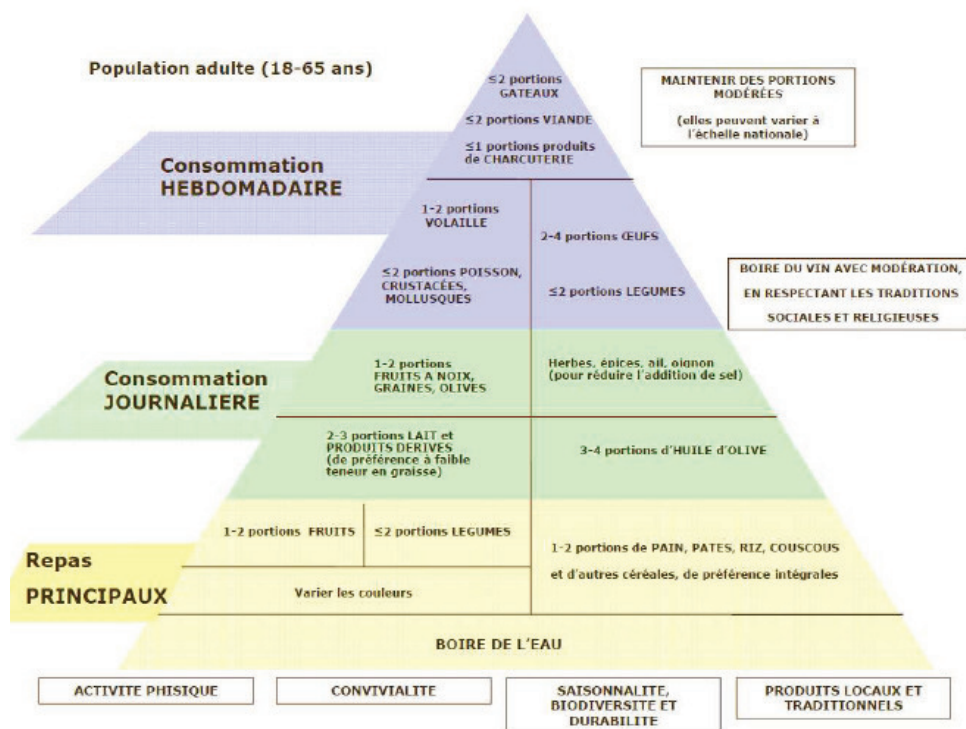 Population adulte (18-65 ans)
≤2 portions
GATEAUX
≤2 portions VIANDE
≤1 portions produits
de CHARCUTERIE
MAINTENIR DES PORTIONS
MODÉRÉES
(elles peuvent varier à
l'échelle nationale)
Consommation
HEBDOMADAIRE
1-2 portions
VOLAILLE
2-4 portions ŒUFS
≤2 portions POISSON,
CRUSTACÉES,
MOLLUSQUES
≤2 portions LEGUMES
BOIRE DU VIN AVEC MODÉRATION,
EN RESPECTANT LES TRADITIONS
SOCIALES ET RELIGIEUSES
Consommation
JOURNALIERE
1-2 portions
FRUITS A NOIX,
GRAINES, OLIVES
Herbes, épices, ail, oignon
(pour réduire l'addition de sel)
2-3 portions LAIT et
PRODUITS DERIVES
(de préférence à faible
teneur en graisse)
3-4 portions d'HUILE d'OLIVE
Repas
PRINCIPAUX
1-2 portions FRUITS
≤2 portions LEGUMES
1-2 portions de PAIN, PATES, RIZ, COUSCOUS
et d'autres céréales, de préférence intégrales
Varier les couleurs
BOIRE DE L'EAU
ACTIVITE PHISIQUE
CONVIVIALITE
SAISONNALITE,
BIODIVERSITE ET
DURABILITE
PRODUITS LOCAUX ET
TRADITIONNELS